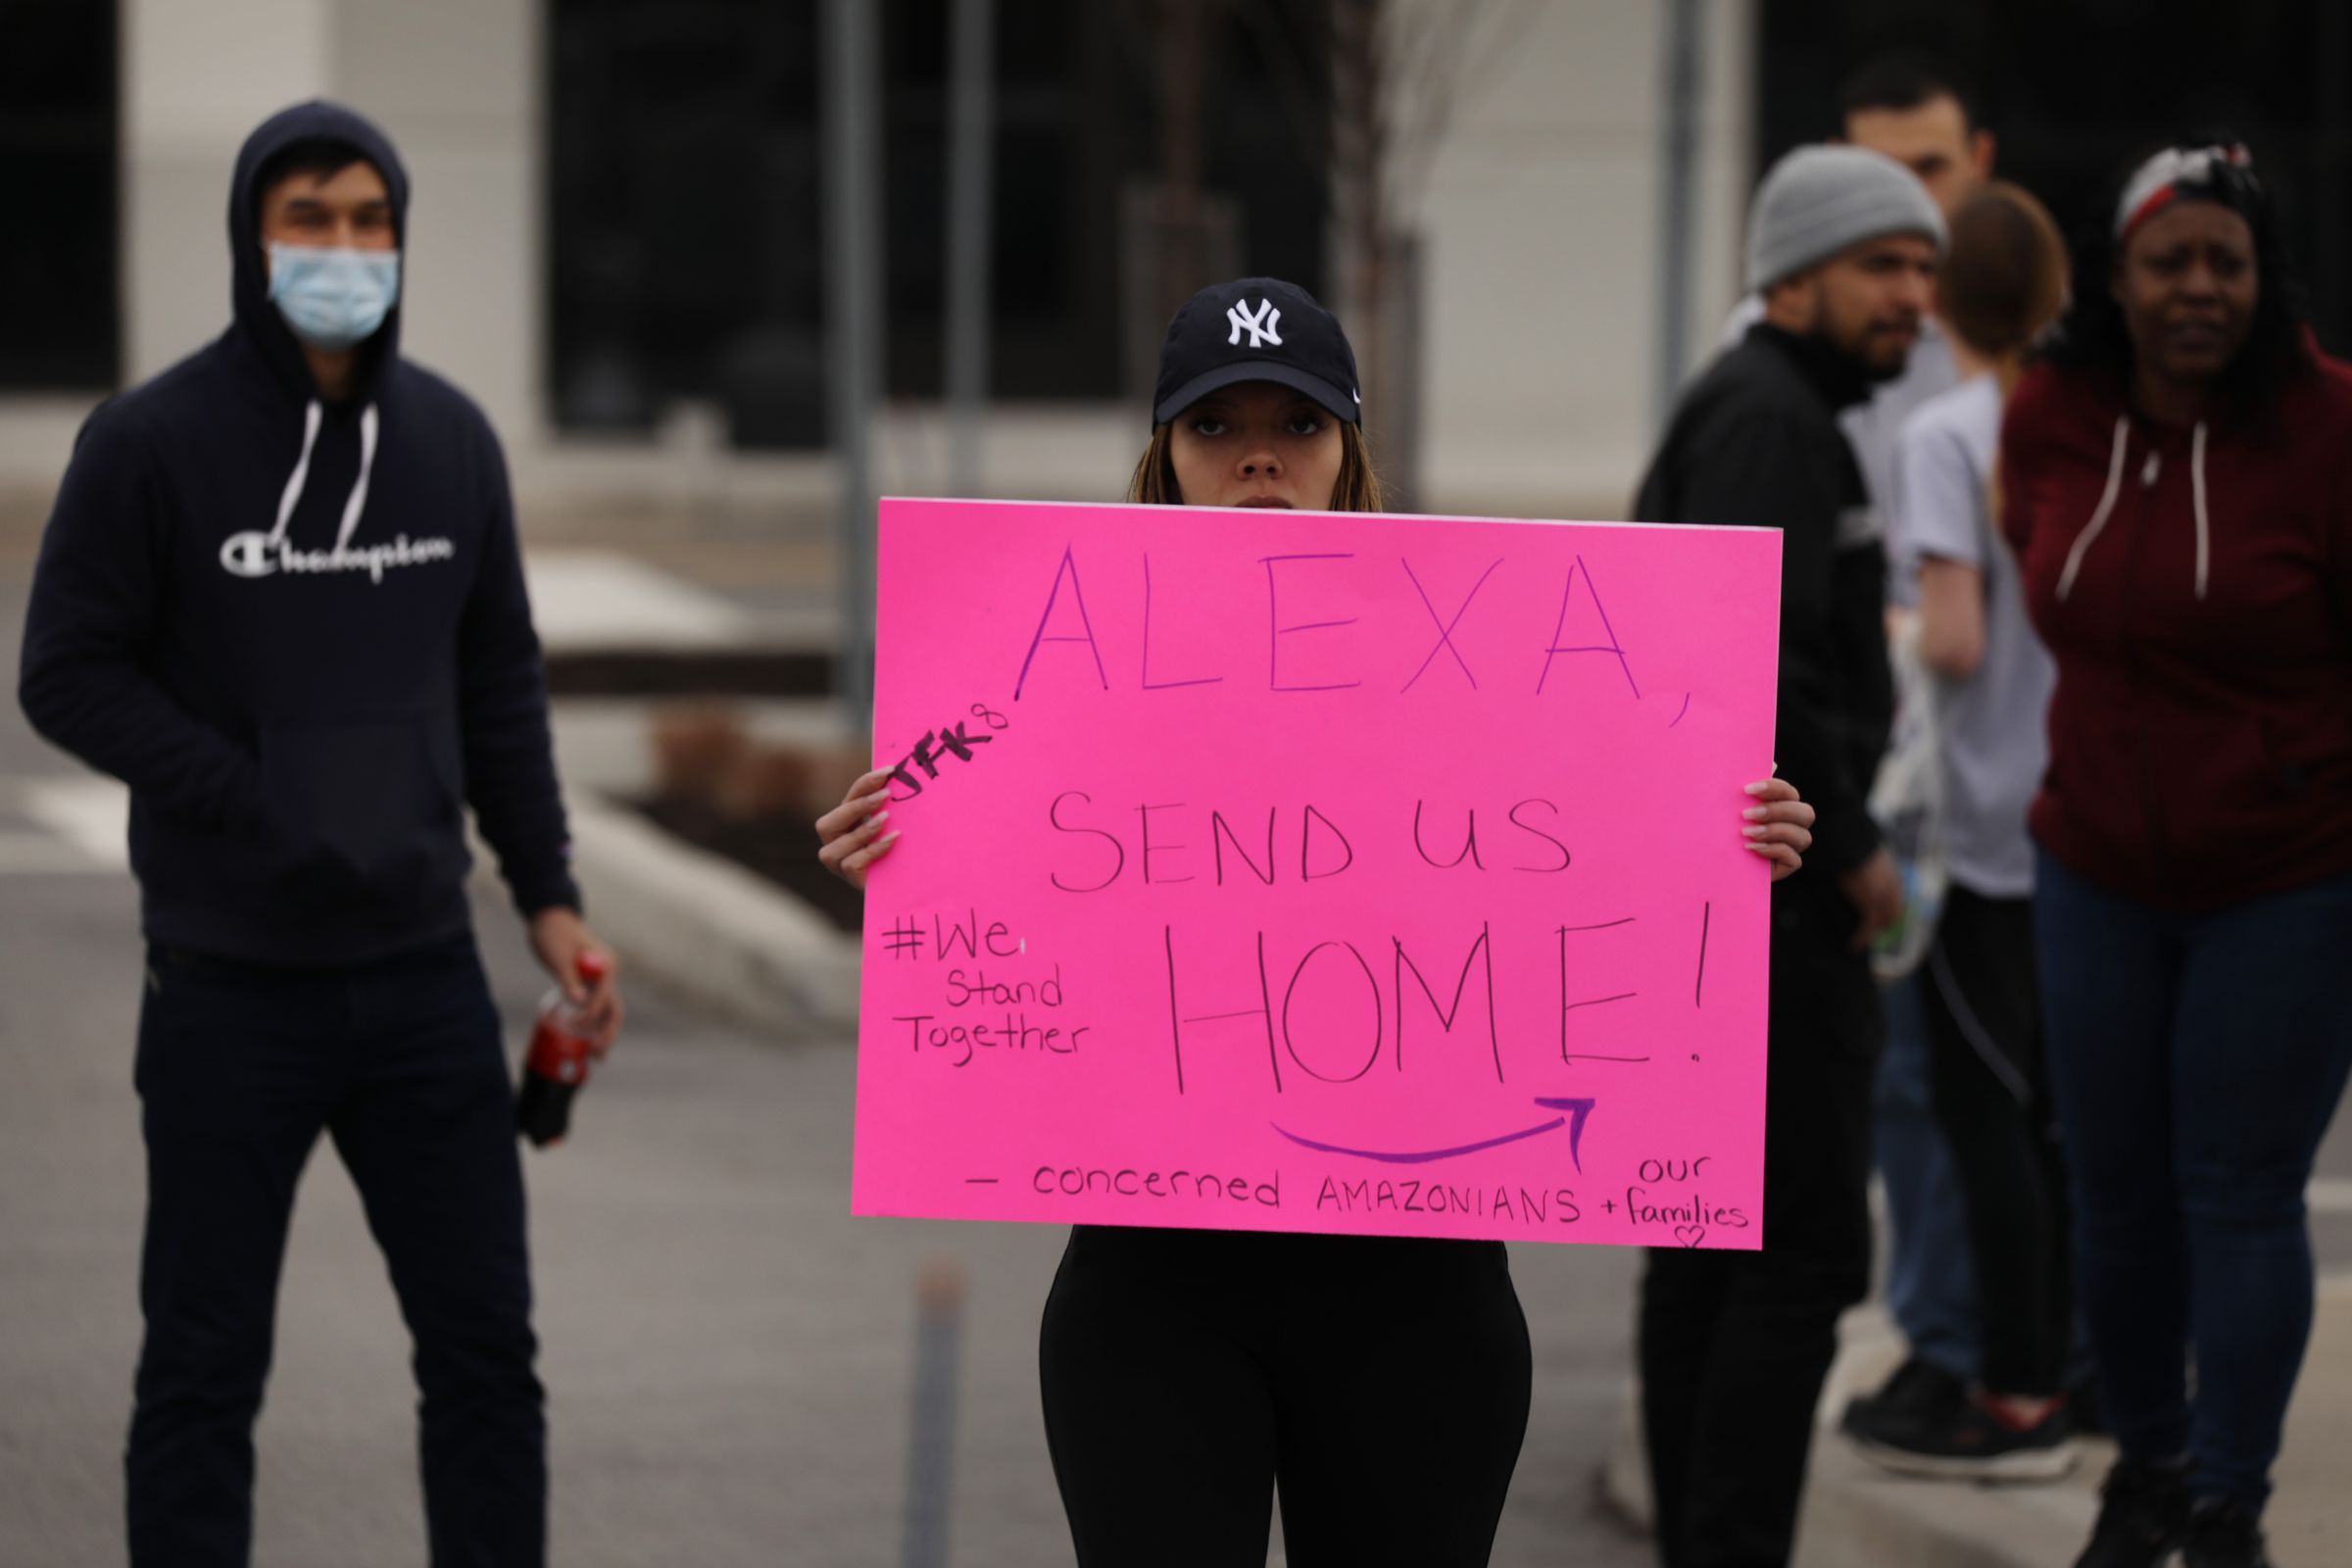 NY
Champion
ALEXA,
JFK8
SEND US
HOME!
#We
Stand
Together
— concerned AMAZONIANS + our
families